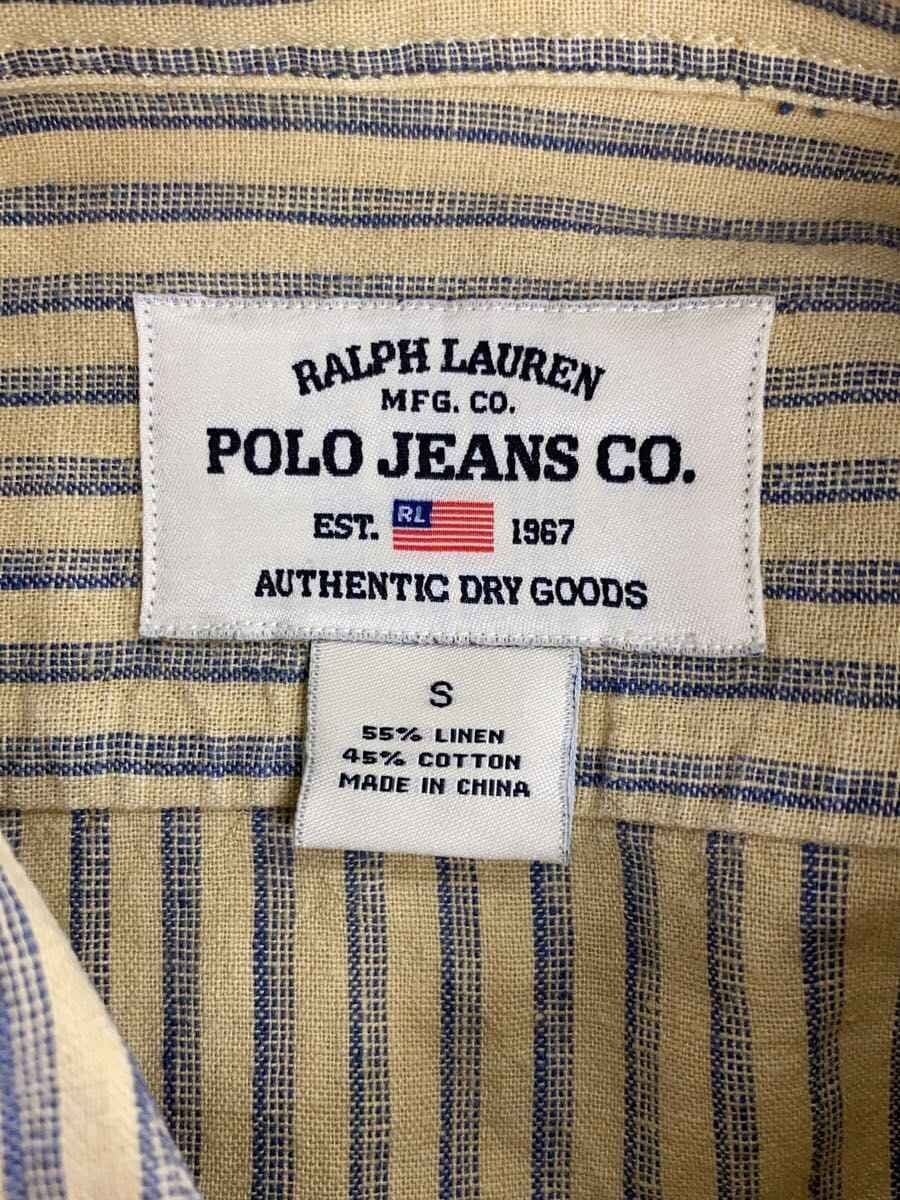 RALPH LAUREN
MFG. CO.
POLO JEANS CO.
EST. RL 1967
AUTHENTIC DRY GOODS
S
55% LINEN
45% COTTON
MADE IN CHINA